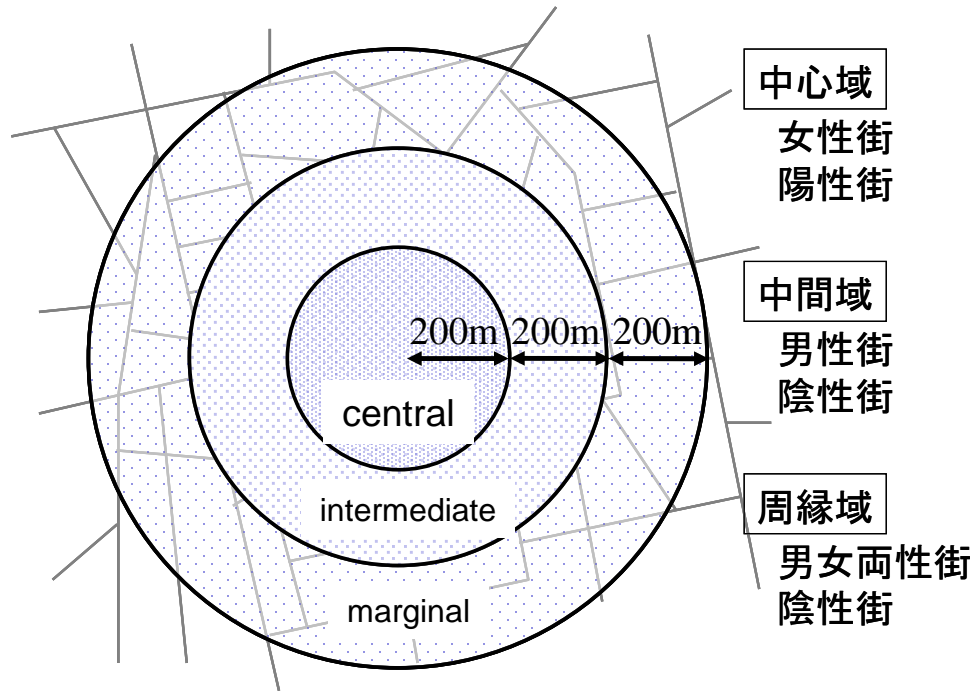 中心域
女性街
陽性街
中間域
男性街
陰性街
周縁域
男女両性街
陰性街
200m 200m 200m
central
intermediate
marginal